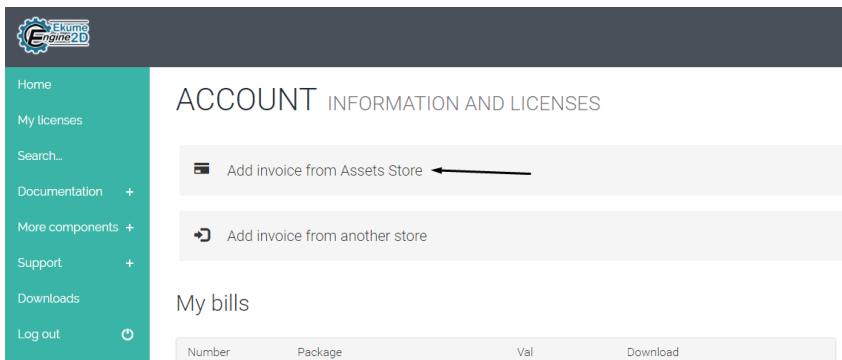 Ekume
Engine2D
Home
My licenses
Search...
Documentation +
More components +
Support +
Downloads
Log out
ACCOUNT INFORMATION AND LICENSES
Add invoice from Assets Store
Add invoice from another store
My bills
Number Package Val Download